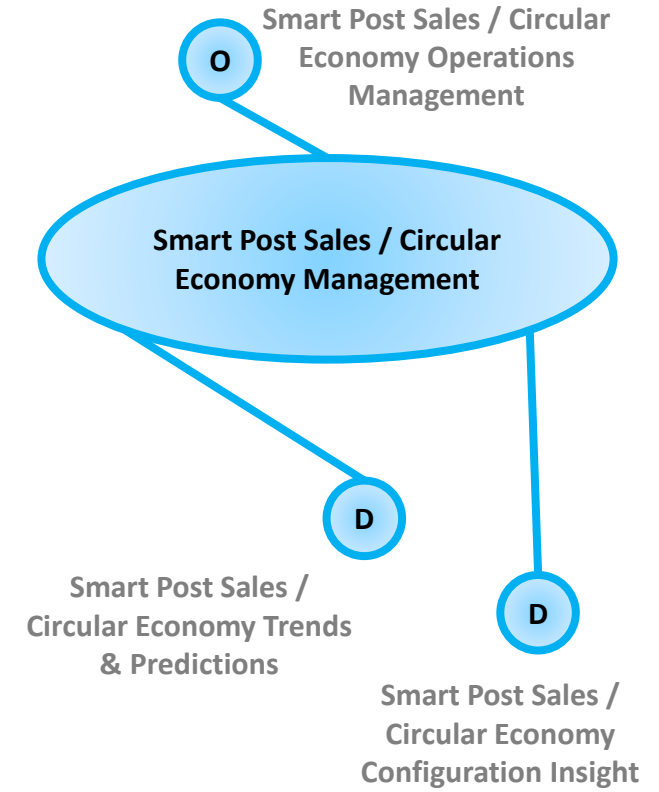 Smart Post Sales / Circular
Economy Operations
Management
O
Smart Post Sales / Circular
Economy Management
D
Smart Post Sales /
Circular Economy Trends
& Predictions
D
Smart Post Sales /
Circular Economy
Configuration Insight